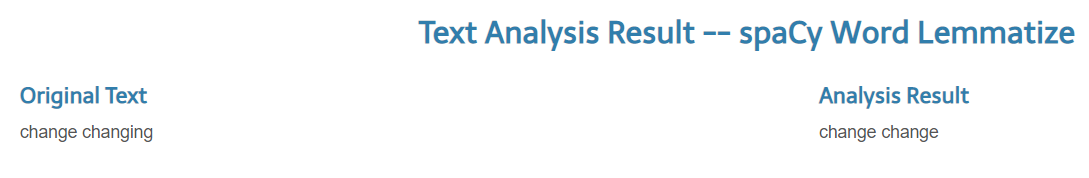 Text Analysis Result -- spaCy Word Lemmatize
Original Text
Analysis Result
change changing
change change